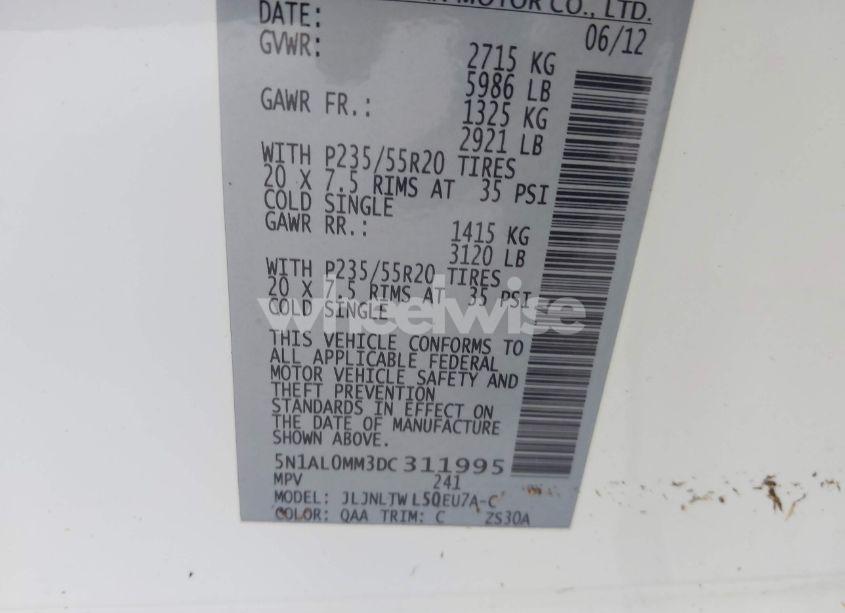 MOTOR CO., LTD.
DATE: 06/12
GVWR: 2715 KG
5986 LB
GAWR FR.: 1325 KG
2921 LB
WITH P235/55R20 TIRES
20 X 7.5 RIMS AT 35 PSI
COLD SINGLE
GAWR RR.: 1415 KG
3120 LB
WITH P235/55R20 TIRES
20 X 7.5 RIMS AT 35 PSI
COLD SINGLE
wheelwise
THIS VEHICLE CONFORMS TO
ALL APPLICABLE FEDERAL
MOTOR VEHICLE SAFETY AND
THEFT PREVENTION
STANDARDS IN EFFECT ON
THE DATE OF MANUFACTURE
SHOWN ABOVE.
5N1AL0MM3DC311995
MPV 241
MODEL: JLJNLTWL5QEU7A-C
COLOR: QAA TRIM: C ZS30A